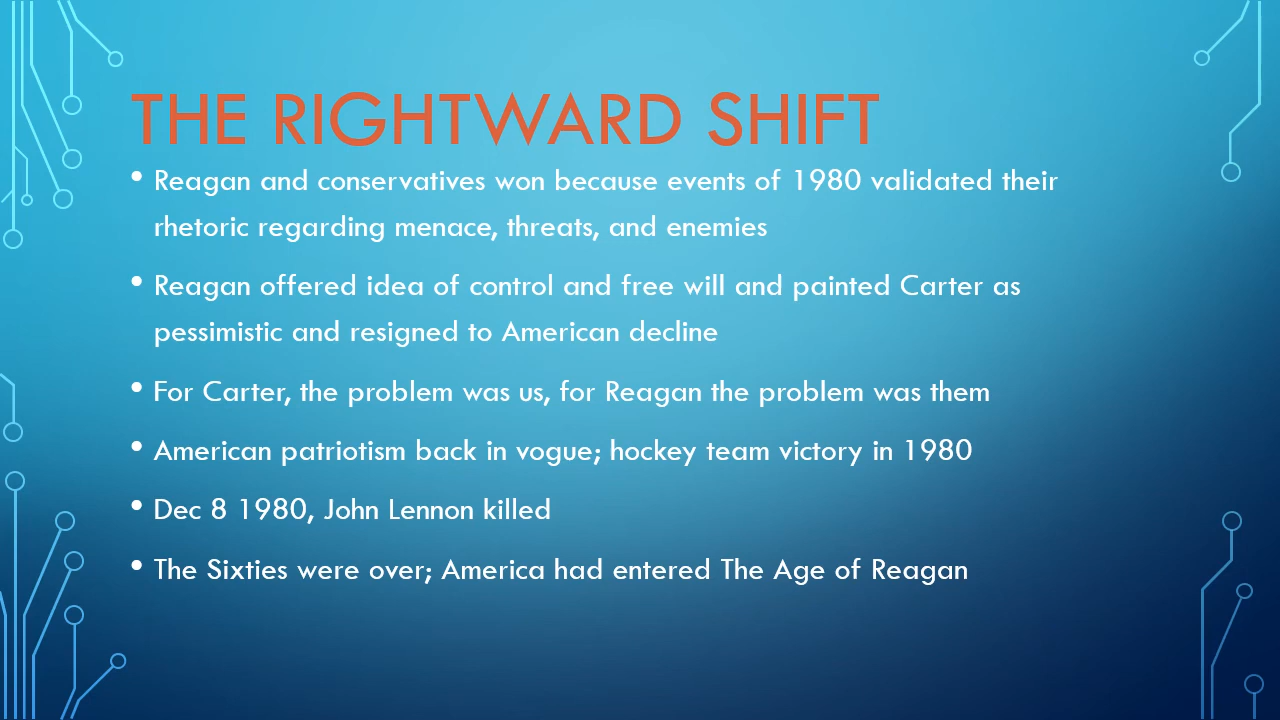 THE RIGHTWARD SHIFT
• Reagan and conservatives won because events of 1980 validated their
rhetoric regarding menace, threats, and enemies
• Reagan offered idea of control and free will and painted Carter as
pessimistic and resigned to American decline
• For Carter, the problem was us, for Reagan the problem was them
• American patriotism back in vogue; hockey team victory in 1980
• Dec 8 1980, John Lennon killed
• The Sixties were over; America had entered The Age of Reagan